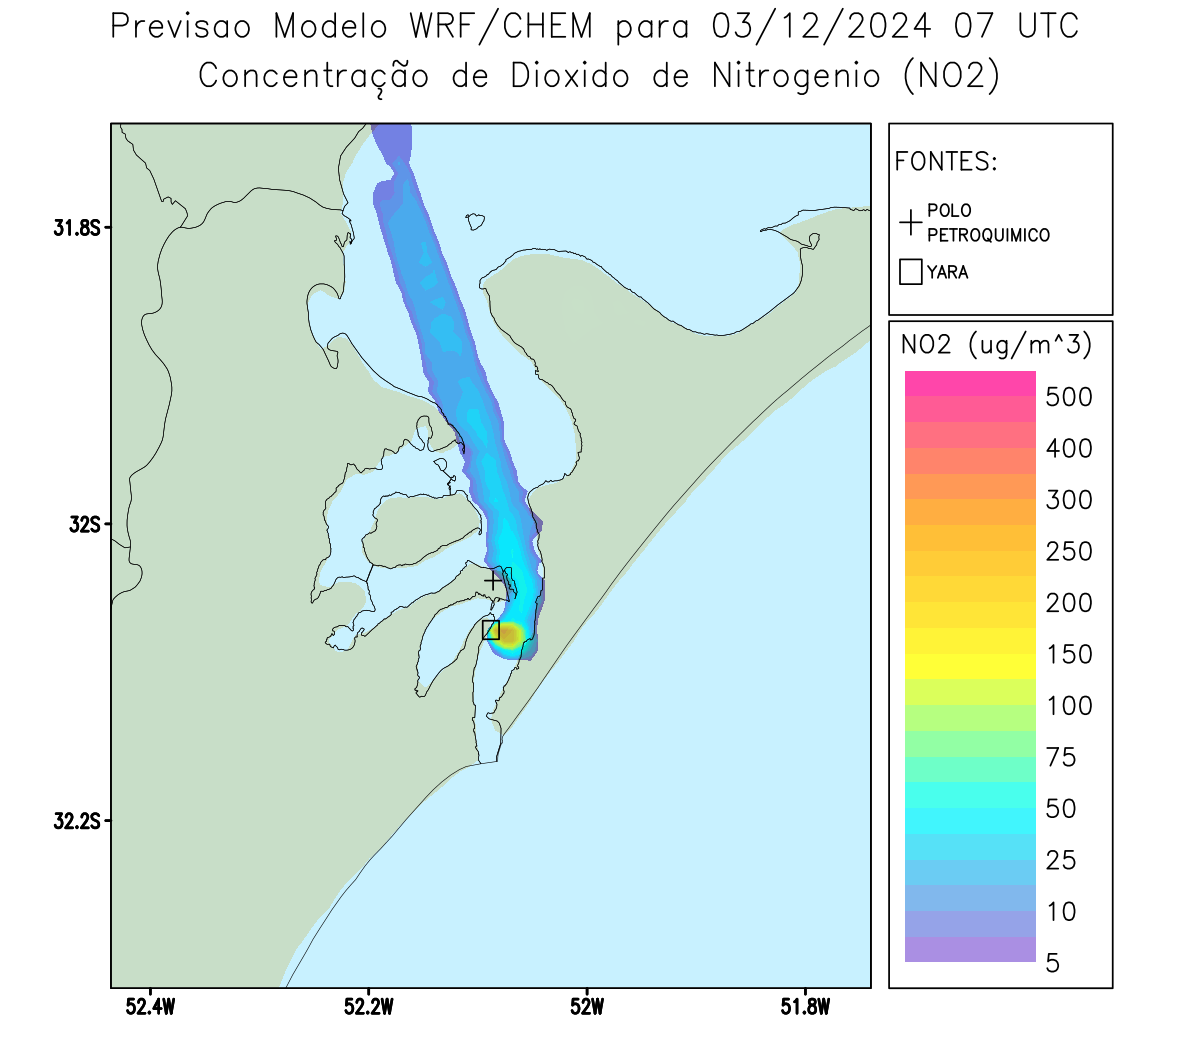 Previsao Modelo WRF/CHEM para 03/12/2024 07 UTC
Concentração de Dioxido de Nitrogenio (NO2)
FONTES:
POLO
PETROQUIMICO
YARA
NO2 (ug/m^3)
500
400
300
250
200
150
100
75
50
25
10
5
31.8S
32S
32.2S
52.4W
52.2W
52W
51.8W